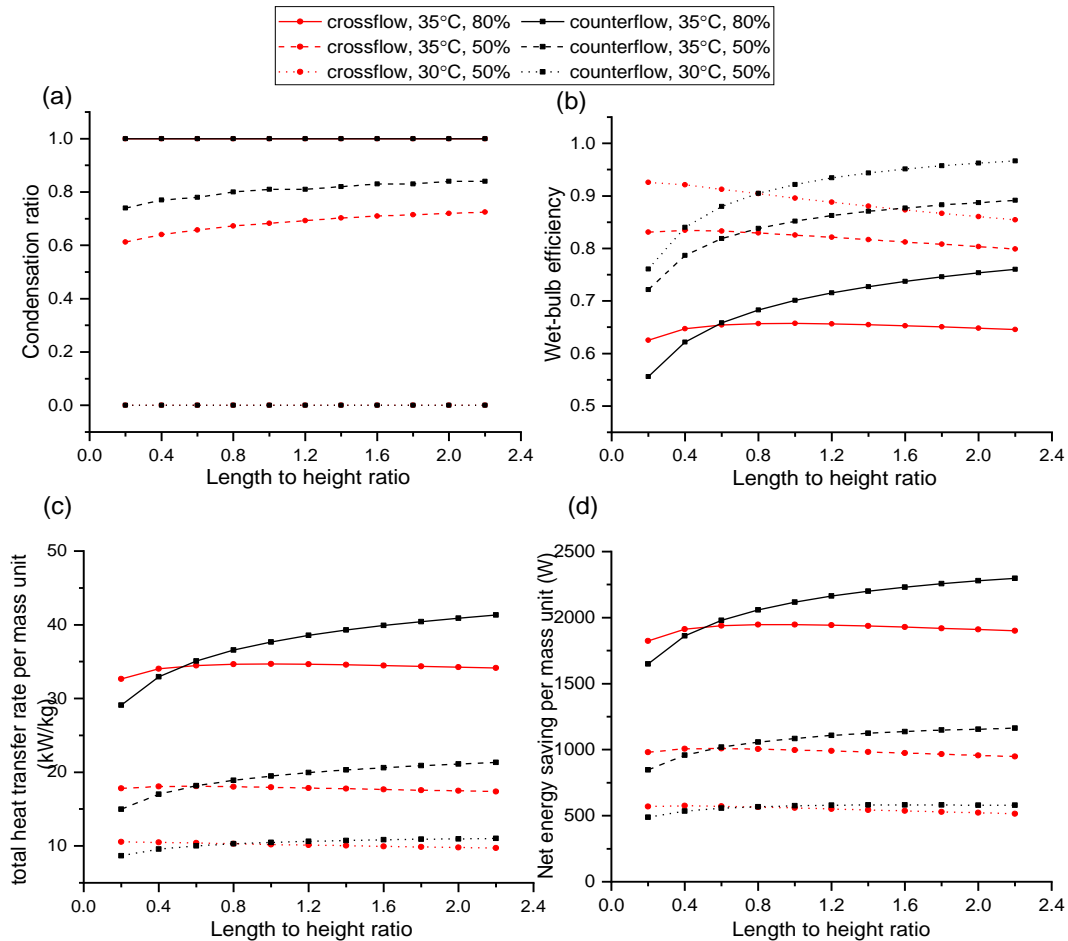 crossflow, 35°C, 80% counterflow, 35°C, 80%
crossflow, 35°C, 50% counterflow, 35°C, 50%
crossflow, 30°C, 50% counterflow, 30°C, 50%
(a)
Condensation ratio
1.0
0.8
0.6
0.4
0.2
0.0
0.0 0.4 0.8 1.2 1.6 2.0 2.4
Length to height ratio
(b)
Wet-bulb efficiency
1.0
0.9
0.8
0.7
0.6
0.5
0.0 0.4 0.8 1.2 1.6 2.0 2.4
Length to height ratio
(c)
total heat transfer rate per mass unit
(kW/kg)
50
40
30
20
10
0.0 0.4 0.8 1.2 1.6 2.0 2.4
Length to height ratio
(d)
Net energy saving per mass unit (W)
2500
2000
1500
1000
500
0
0.0 0.4 0.8 1.2 1.6 2.0 2.4
Length to height ratio